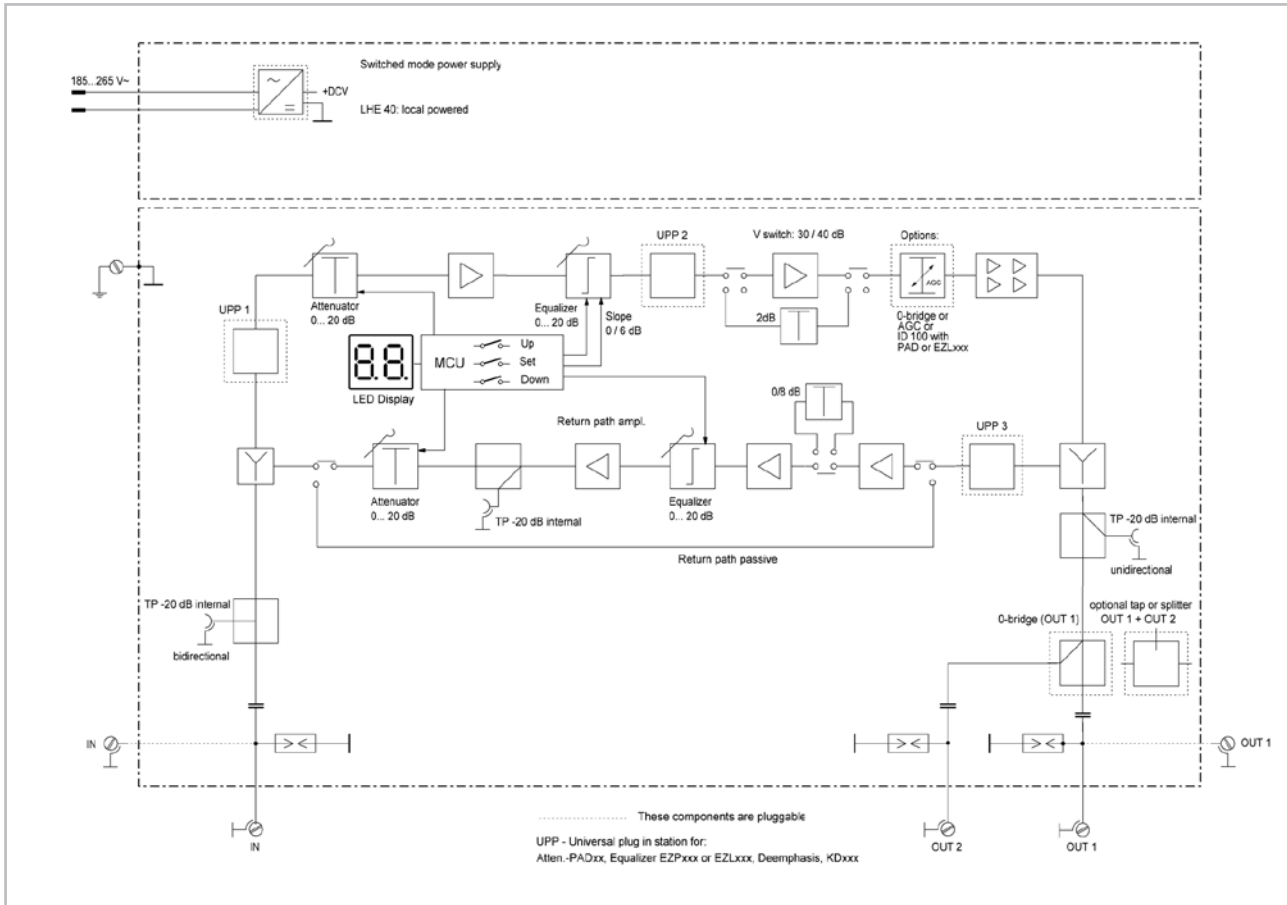 Switched mode power supply
185...265 V~
+DCV
LHE 40: local powered
UPP 1
Attenuator
0... 20 dB
Equalizer
0... 20 dB
Slope
0 / 6 dB
UPP 2
V switch: 30 / 40 dB
2dB
Options:
AGC
0-bridge or
AGC or
ID 100 with
PAD or EZLxxx
8.8.
LED Display
MCU
Up
Set
Down
Return path ampl.
0/8 dB
UPP 3
Attenuator
0... 20 dB
TP -20 dB internal
Equalizer
0... 20 dB
Return path passive
TP -20 dB internal
unidirectional
TP -20 dB internal
bidirectional
0-bridge (OUT 1)
optional tap or splitter
OUT 1 + OUT 2
IN
OUT 1
IN
OUT 2
OUT 1
These components are pluggable
UPP - Universal plug in station for:
Atten.-PADxx, Equalizer EZPxxx or EZLxxx, Deemphasis, KDxxx